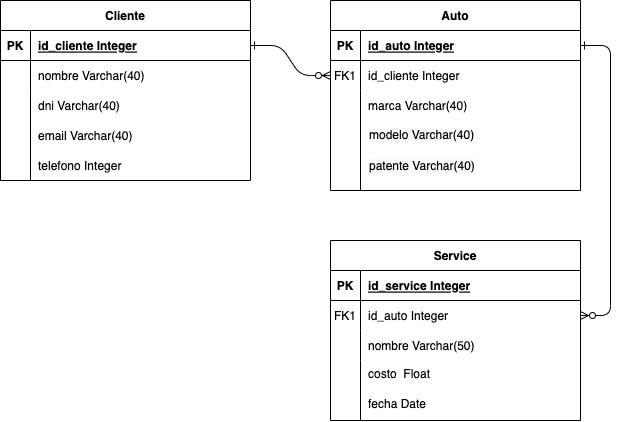 Cliente
PK id_cliente Integer
nombre Varchar(40)
dni Varchar(40)
email Varchar(40)
telefono Integer
Auto
PK id_auto Integer
FK1 id_cliente Integer
marca Varchar(40)
modelo Varchar(40)
patente Varchar(40)
Service
PK id_service Integer
FK1 id_auto Integer
nombre Varchar(50)
costo Float
fecha Date